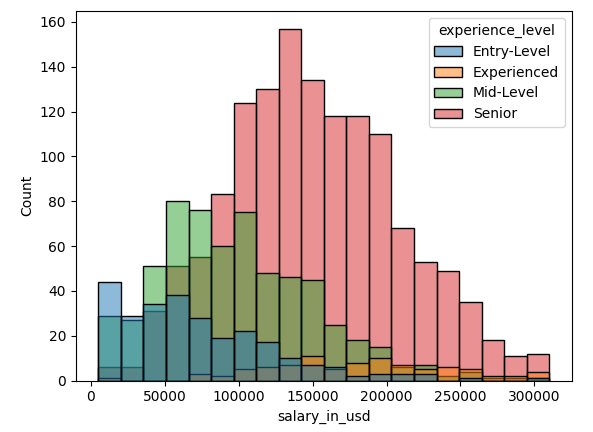 experience_level
Entry-Level
Experienced
Mid-Level
Senior
Count
160
140
120
100
80
60
40
20
0
0 50000 100000 150000 200000 250000 300000
salary_in_usd